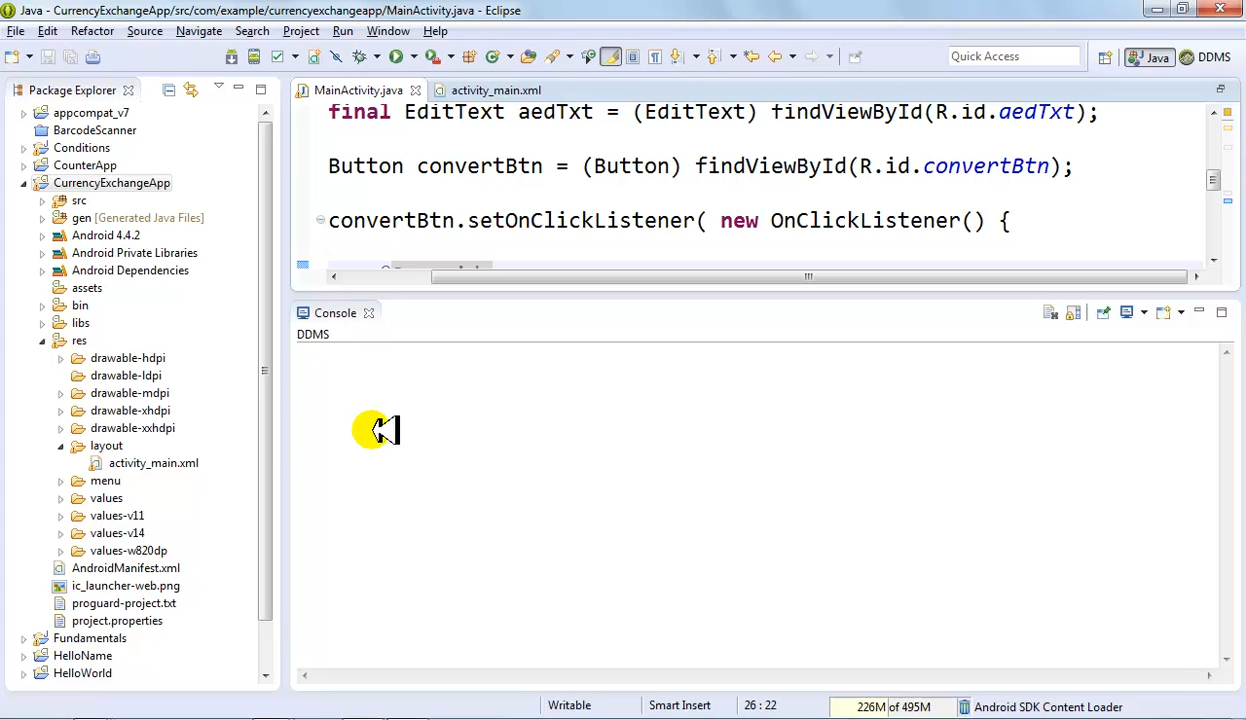 Java - CurrencyExchangeApp/src/com/example/currencyexchangeapp/MainActivity.java - Eclipse
File Edit Refactor Source Navigate Search Project Run Window Help
Quick Access
Java
DDMS
Package Explorer
appcompat_v7
BarcodeScanner
Conditions
CounterApp
CurrencyExchangeApp
src
gen [Generated Java Files]
Android 4.4.2
Android Private Libraries
Android Dependencies
assets
bin
libs
res
drawable-hdpi
drawable-ldpi
drawable-mdpi
drawable-xhdpi
drawable-xxhdpi
layout
activity_main.xml
menu
values
values-v11
values-v14
values-w820dp
AndroidManifest.xml
ic_launcher-web.png
proguard-project.txt
project.properties
Fundamentals
HelloName
HelloWorld
MainActivity.java
activity_main.xml
final EditText aedTxt = (EditText) findViewById(R.id.aedTxt);
Button convertBtn = (Button) findViewById(R.id.convertBtn);
convertBtn.setOnClickListener( new OnClickListener() {
Console
DDMS
Writable
Smart Insert
26 : 22
226M of 495M
Android SDK Content Loader